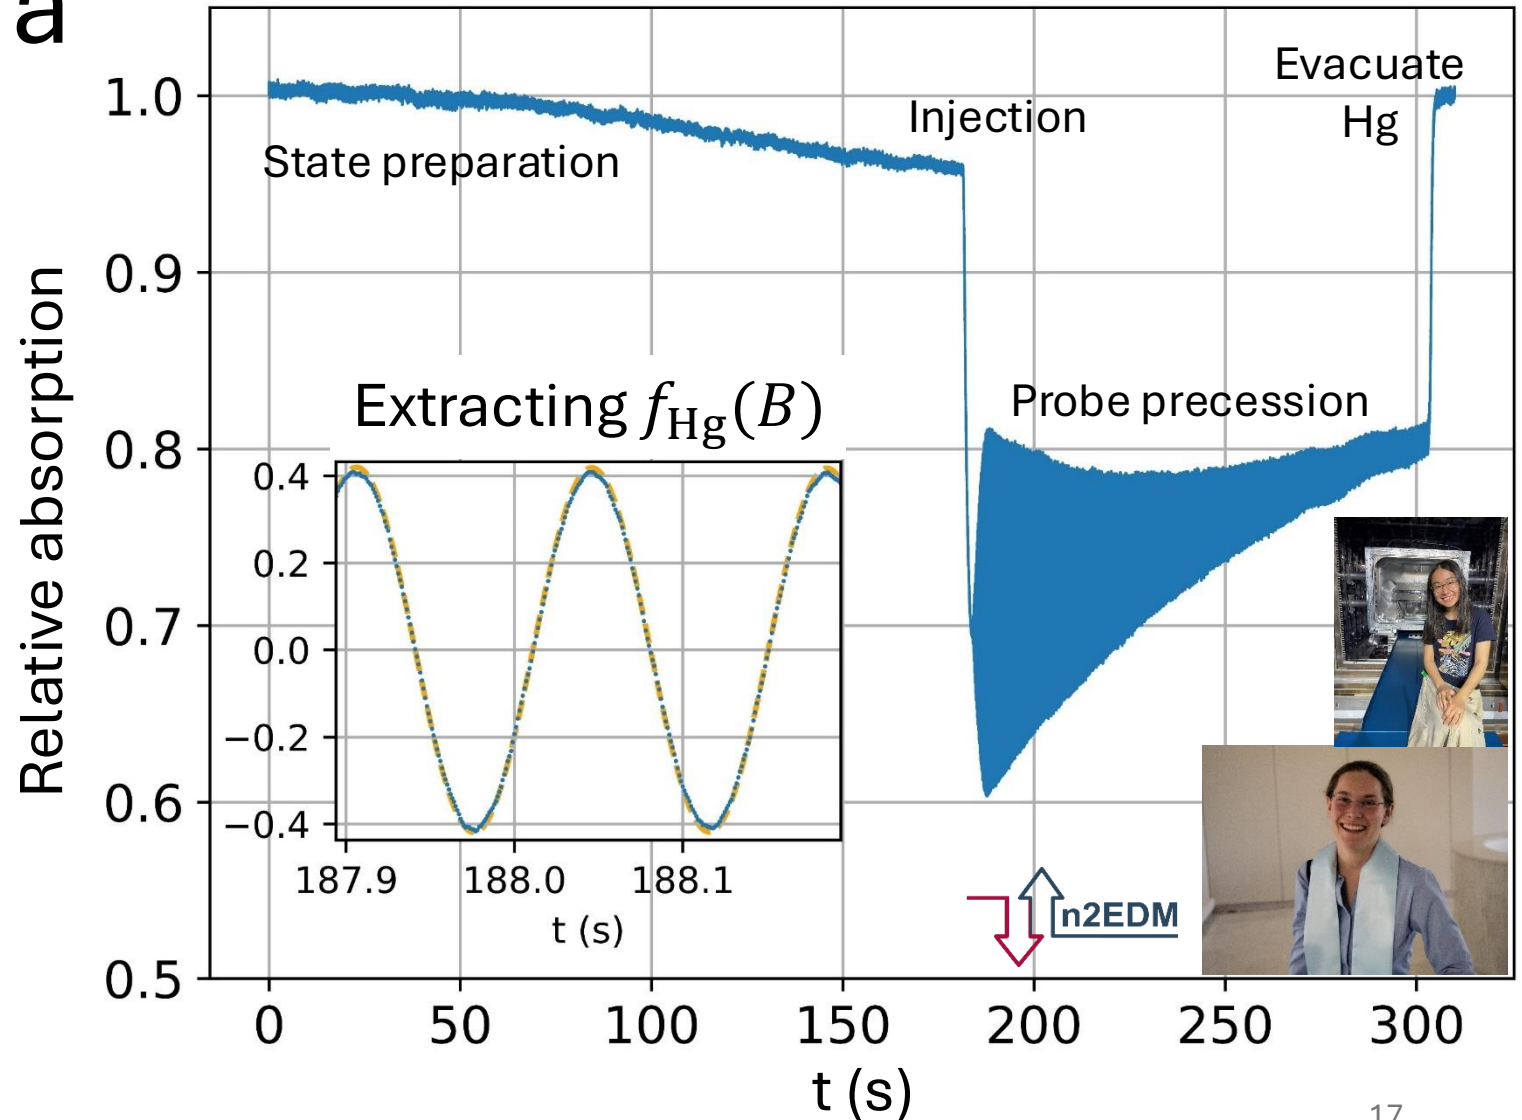 a
Evacuate
Hg
Injection
State preparation
1.0
0.9
0.8
0.7
0.6
0.5
Relative absorption
Probe precession
Extracting f_Hg(B)
0.4
0.2
0.0
−0.2
−0.4
187.9 188.0 188.1
t (s)
n2EDM
0 50 100 150 200 250 300
t (s)
17